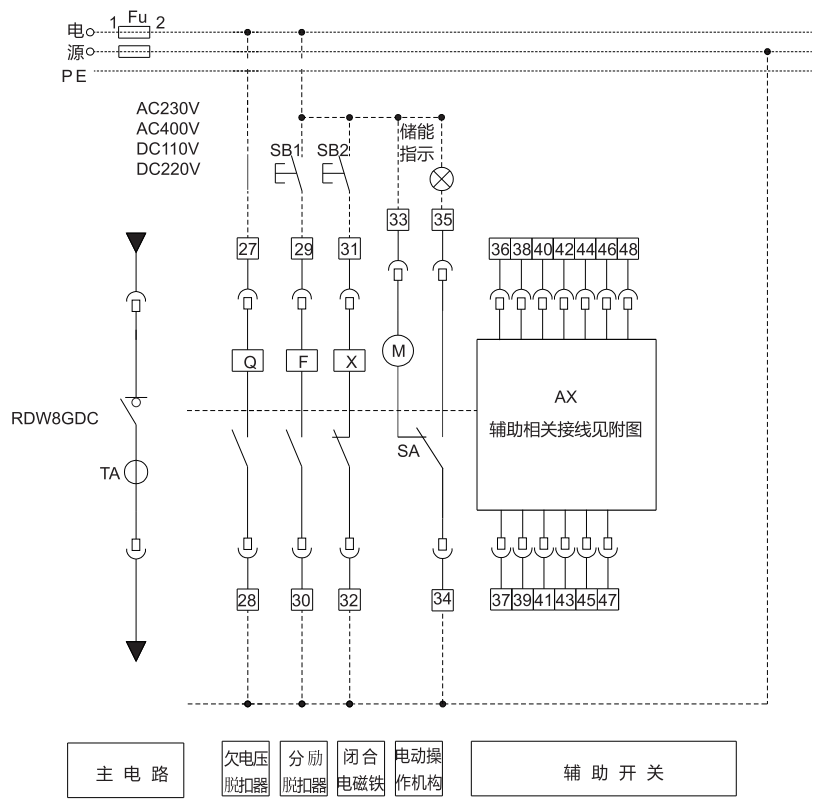 电 1 Fu 2
源
PE
AC230V
AC400V
DC110V
DC220V
储能
指示
SB1 SB2
33 35
27 29 31
36 38 40 42 44 46 48
Q F X M
AX
辅助相关接线见附图
RDW8GDC
SA
TA
28 30 32 34
37 39 41 43 45 47
主电路
欠电压
脱扣器
分励
脱扣器
闭合
电磁铁
电动操
作机构
辅助开关